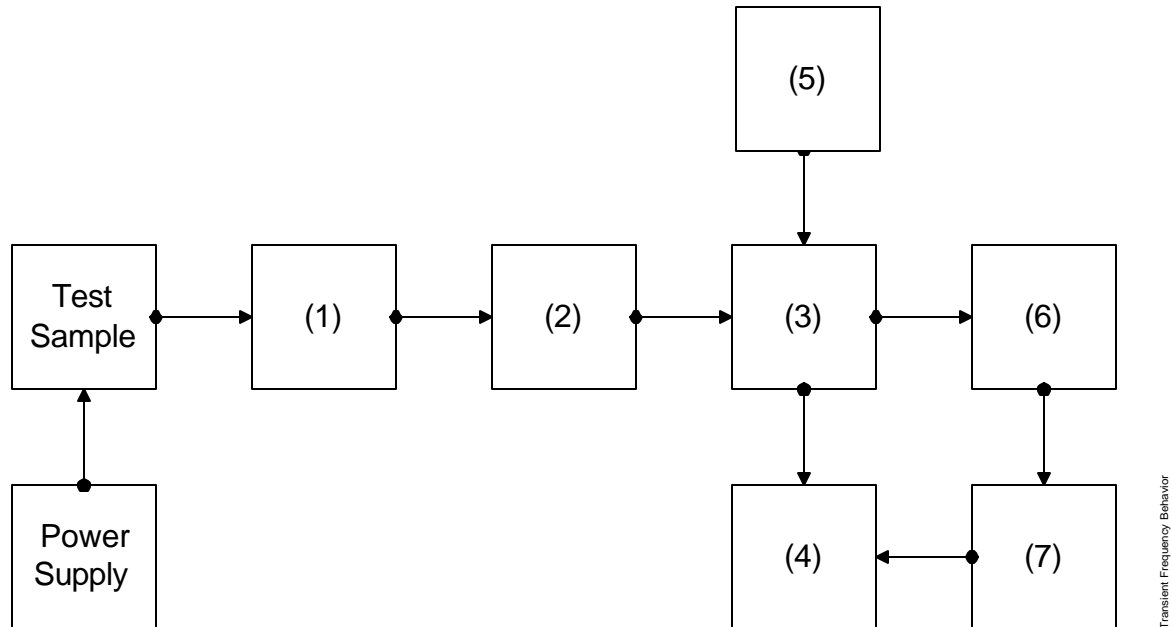 (5)
Test
Sample
(1)
(2)
(3)
(6)
Power
Supply
(4)
(7)
Transient Frequency Behavior